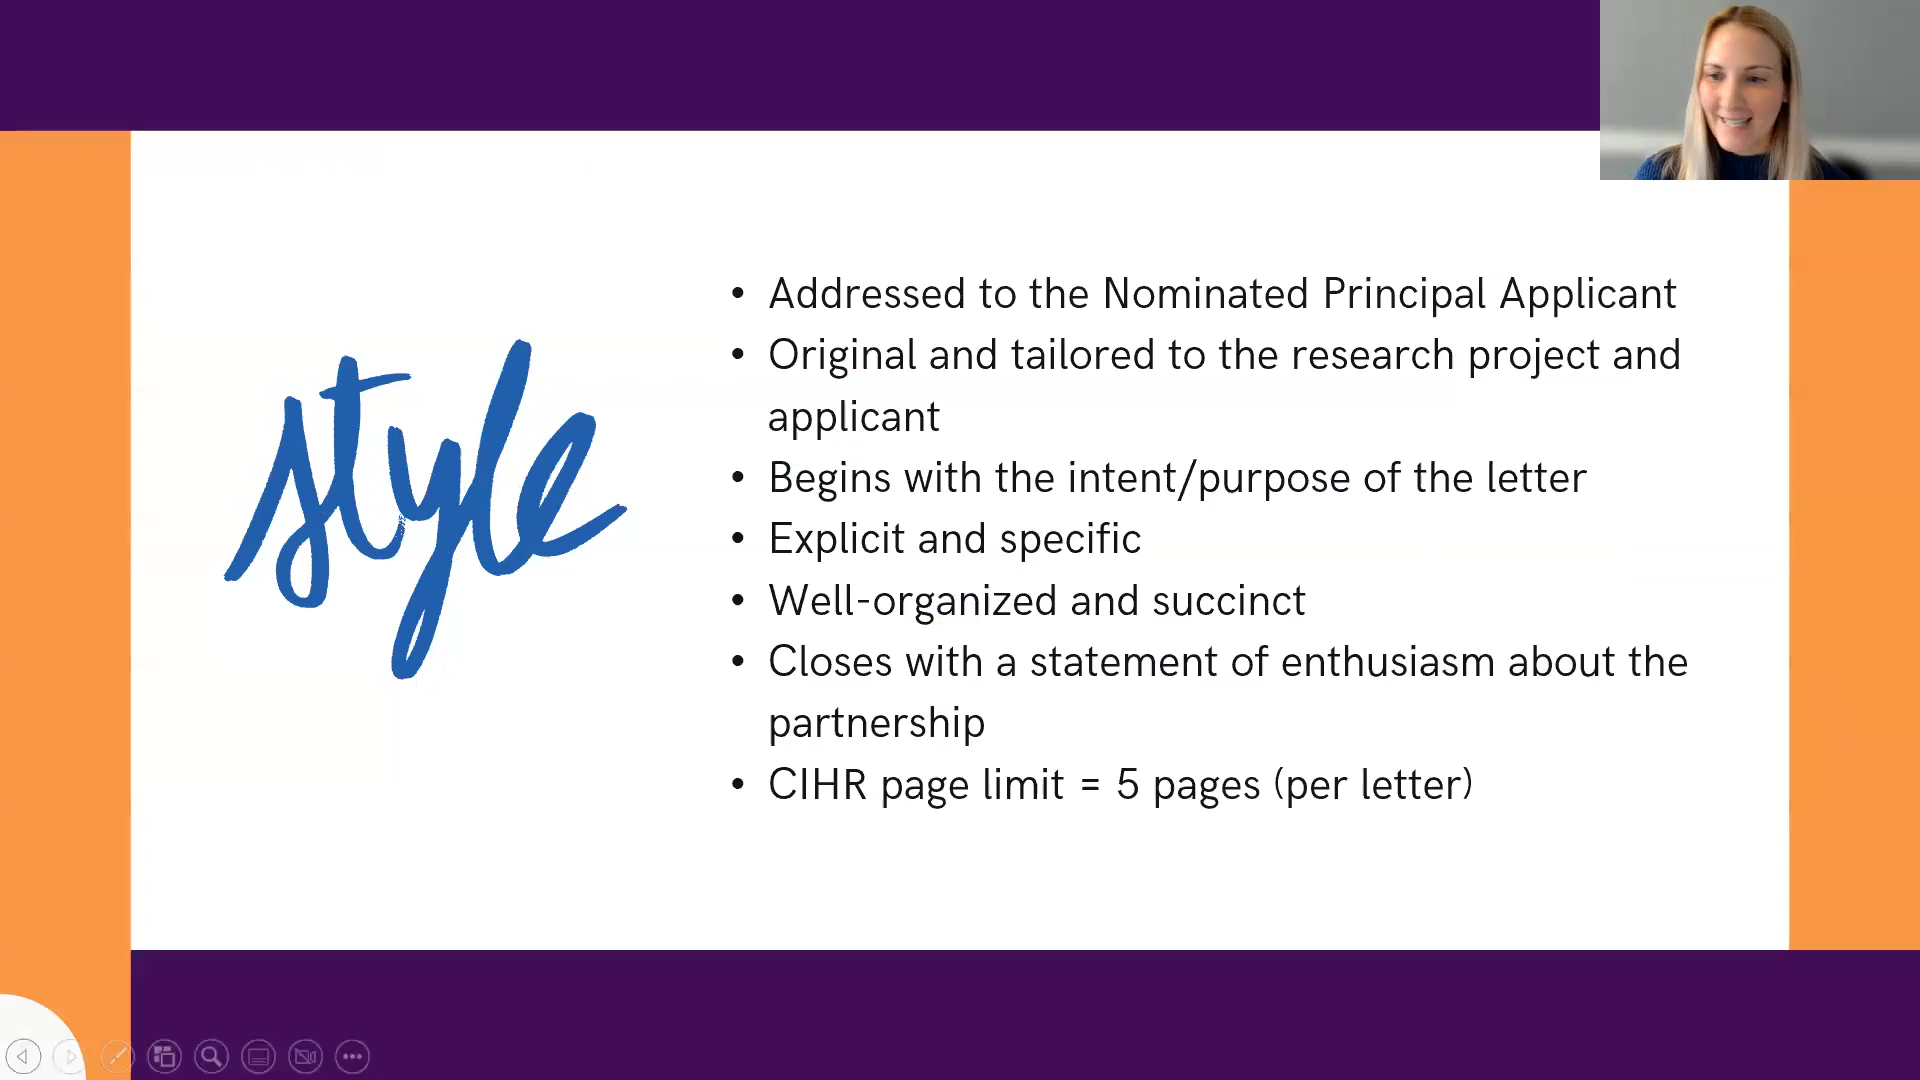 style
• Addressed to the Nominated Principal Applicant
• Original and tailored to the research project and
applicant
• Begins with the intent/purpose of the letter
• Explicit and specific
• Well-organized and succinct
• Closes with a statement of enthusiasm about the
partnership
• CIHR page limit = 5 pages (per letter)